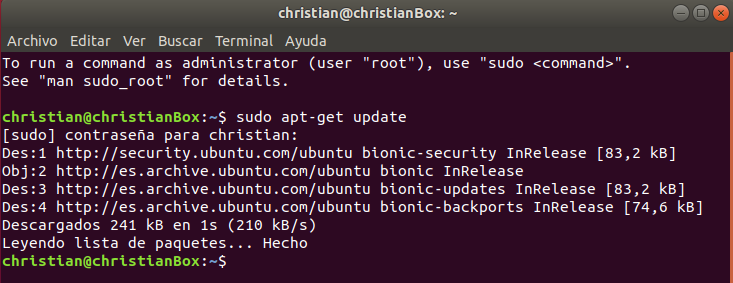 christian@christianBox: ~
Archivo Editar Ver Buscar Terminal Ayuda
To run a command as administrator (user "root"), use "sudo <command>".
See "man sudo_root" for details.
christian@christianBox:~$ sudo apt-get update
[sudo] contraseña para christian:
Des:1 http://security.ubuntu.com/ubuntu bionic-security InRelease [83,2 kB]
Obj:2 http://es.archive.ubuntu.com/ubuntu bionic InRelease
Des:3 http://es.archive.ubuntu.com/ubuntu bionic-updates InRelease [83,2 kB]
Des:4 http://es.archive.ubuntu.com/ubuntu bionic-backports InRelease [74,6 kB]
Descargados 241 kB en 1s (210 kB/s)
Leyendo lista de paquetes... Hecho
christian@christianBox:~$